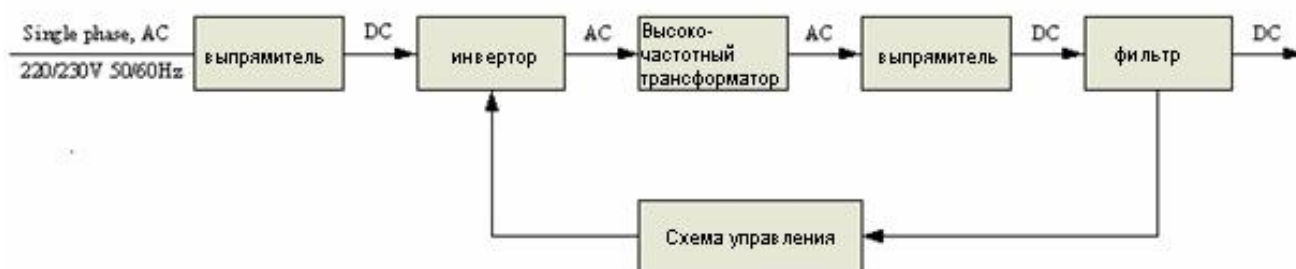 Single phase, AC
220/230V 50/60Hz
выпрямитель
DC
инвертор
AC
Высоко-
частотный
трансформатор
AC
выпрямитель
DC
фильтр
DC
Схема управления